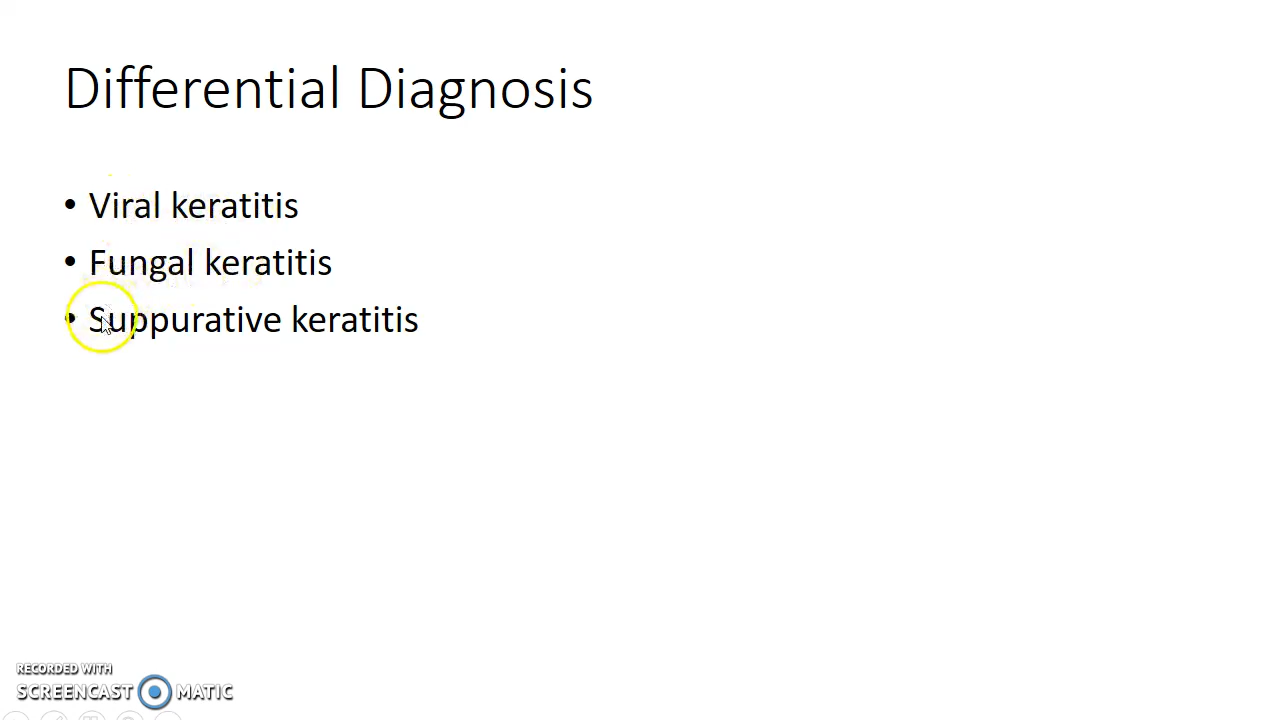 Differential Diagnosis
• Viral keratitis
• Fungal keratitis
• Suppurative keratitis
RECORDED WITH
SCREENCAST MATIC